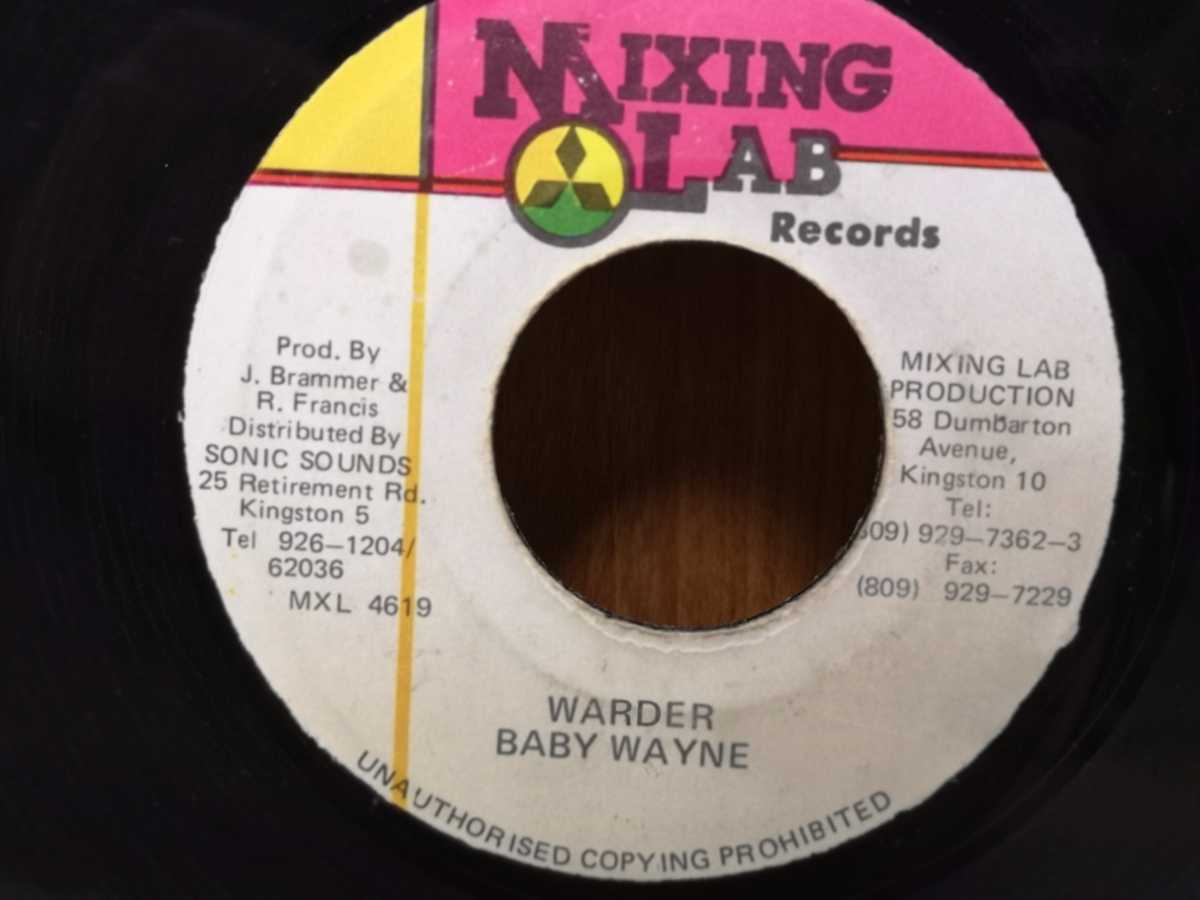 MIXING
LAB
Records
Prod. By
J. Brammer &
R. Francis
Distributed By
SONIC SOUNDS
25 Retirement Rd.
Kingston 5
Tel 926-1204/
62036
MXL 4619
MIXING LAB
PRODUCTION
58 Dumbarton
Avenue,
Kingston 10
Tel:
809) 929-7362-3
Fax:
(809) 929-7229
WARDER
BABY WAYNE
UNAUTHORISED COPYING PROHIBITED